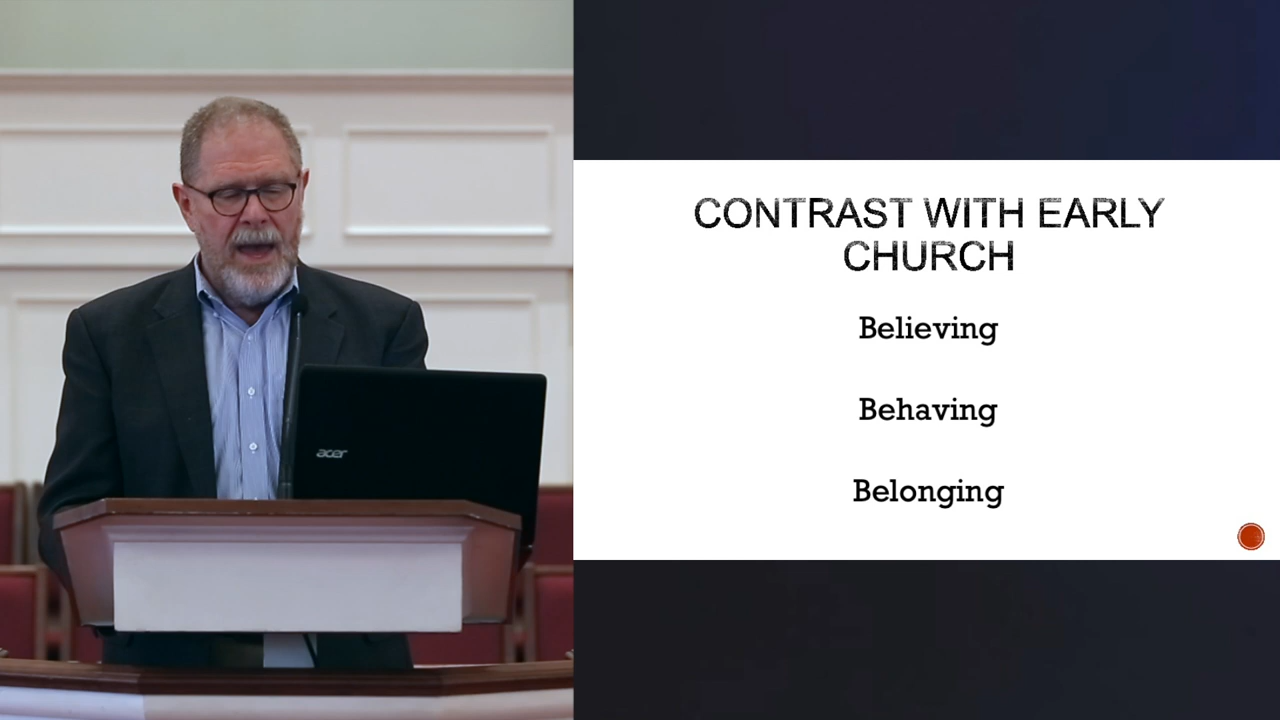 acer
CONTRAST WITH EARLY
CHURCH
Believing
Behaving
Belonging